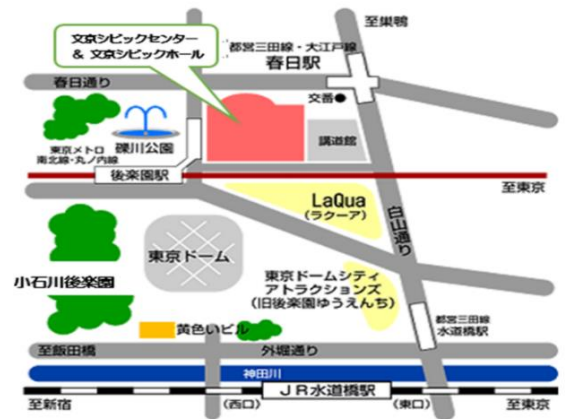 至巣鴨
文京シビックセンター
& 文京シビックホール
都営三田線・大江戸線
春日駅
春日通り
交番
講道館
礫川公園
東京メトロ
南北線・丸ノ内線
後楽園駅
至東京
LaQua
(ラクーア)
白山通り
東京ドーム
小石川後楽園
東京ドームシティ
アトラクションズ
(旧後楽園ゆうえんち)
都営三田線
水道橋駅
黄色いビル
至飯田橋
外堀通り
神田川
至新宿
(西口)
JR水道橋駅
(東口)
至東京